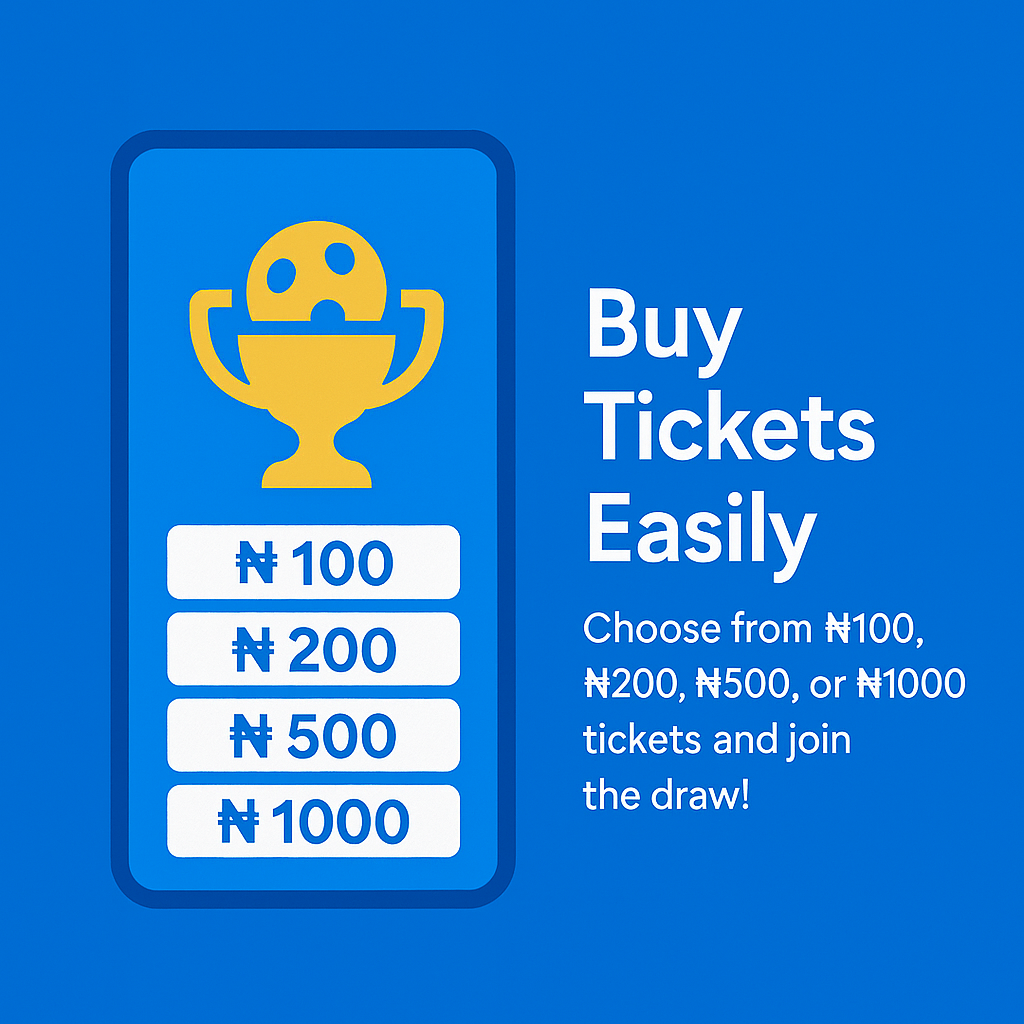 ₦ 100
₦ 200
₦ 500
₦ 1000
Buy
Tickets
Easily
Choose from ₦100,
₦200, ₦500, or ₦1000
tickets and join
the draw!